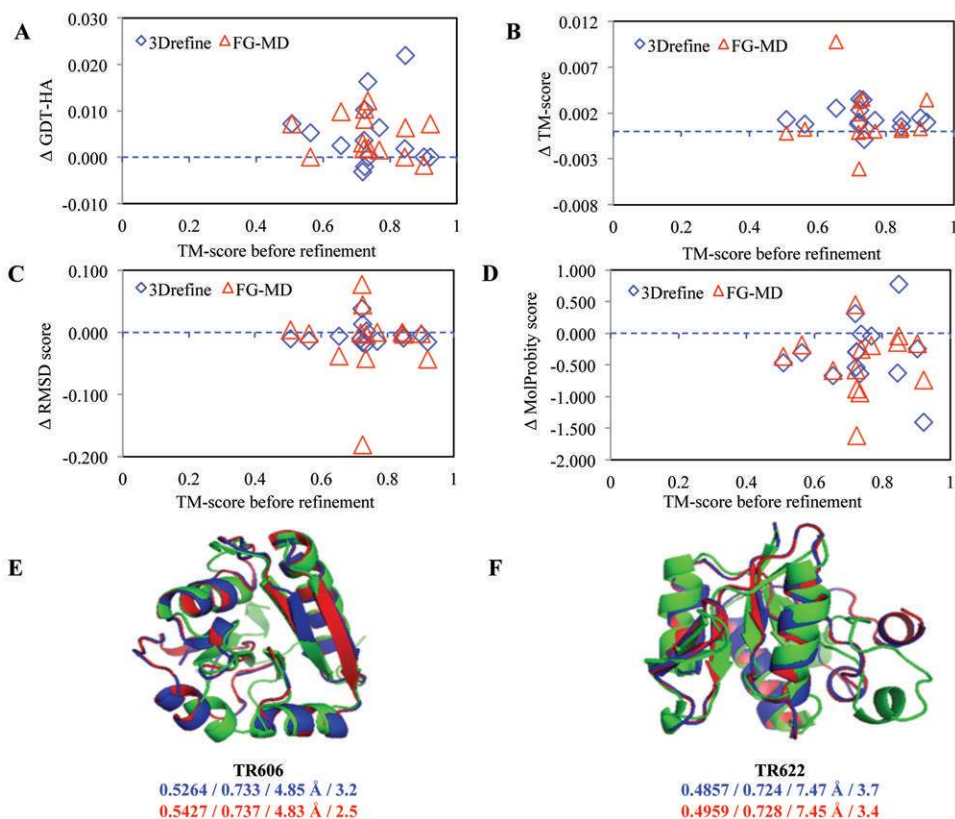 A
0.030
0.020
0.010
0.000
-0.010
Δ GDT-HA
3Drefine FG-MD
0 0.2 0.4 0.6 0.8 1
TM-score before refinement
B
0.012
0.007
0.002
-0.003
-0.008
Δ TM-score
3Drefine FG-MD
0 0.2 0.4 0.6 0.8 1
TM-score before refinement
C
0.100
0.000
-0.100
-0.200
Δ RMSD score
3Drefine FG-MD
0 0.2 0.4 0.6 0.8 1
TM-score before refinement
D
1.000
0.500
0.000
-0.500
-1.000
-1.500
-2.000
Δ MolProbity score
3Drefine FG-MD
0 0.2 0.4 0.6 0.8 1
TM-score before refinement
E
TR606
0.5264 / 0.733 / 4.85 Å / 3.2
0.5427 / 0.737 / 4.83 Å / 2.5
F
TR622
0.4857 / 0.724 / 7.47 Å / 3.7
0.4959 / 0.728 / 7.45 Å / 3.4